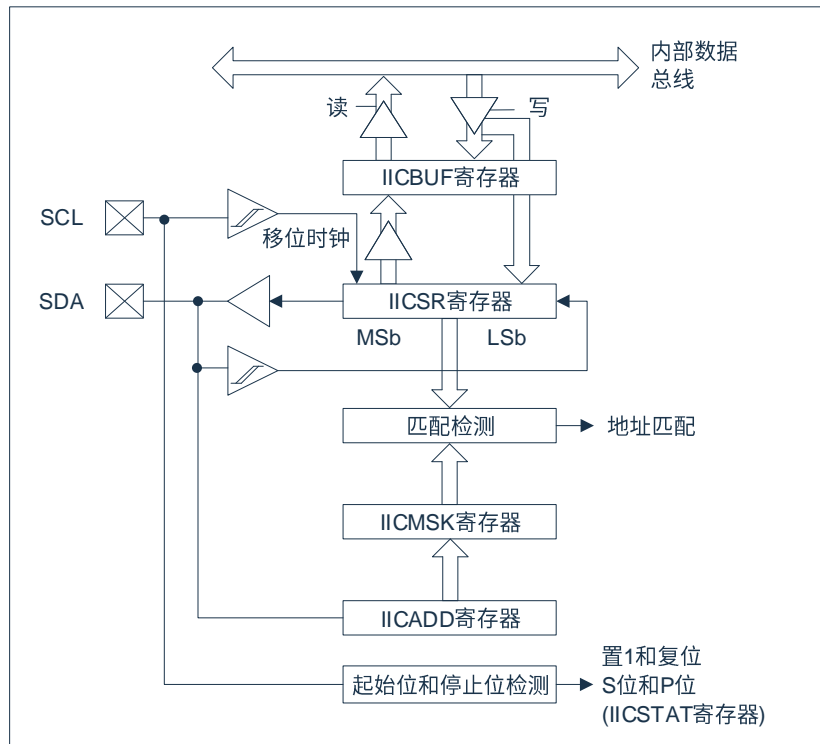 内部数据
总线
读
写
IICBUF寄存器
SCL
移位时钟
SDA
IICSR寄存器
MSb
LSb
匹配检测
地址匹配
IICMSK寄存器
IICADD寄存器
起始位和停止位检测
置1和复位
S位和P位
(IICSTAT寄存器)